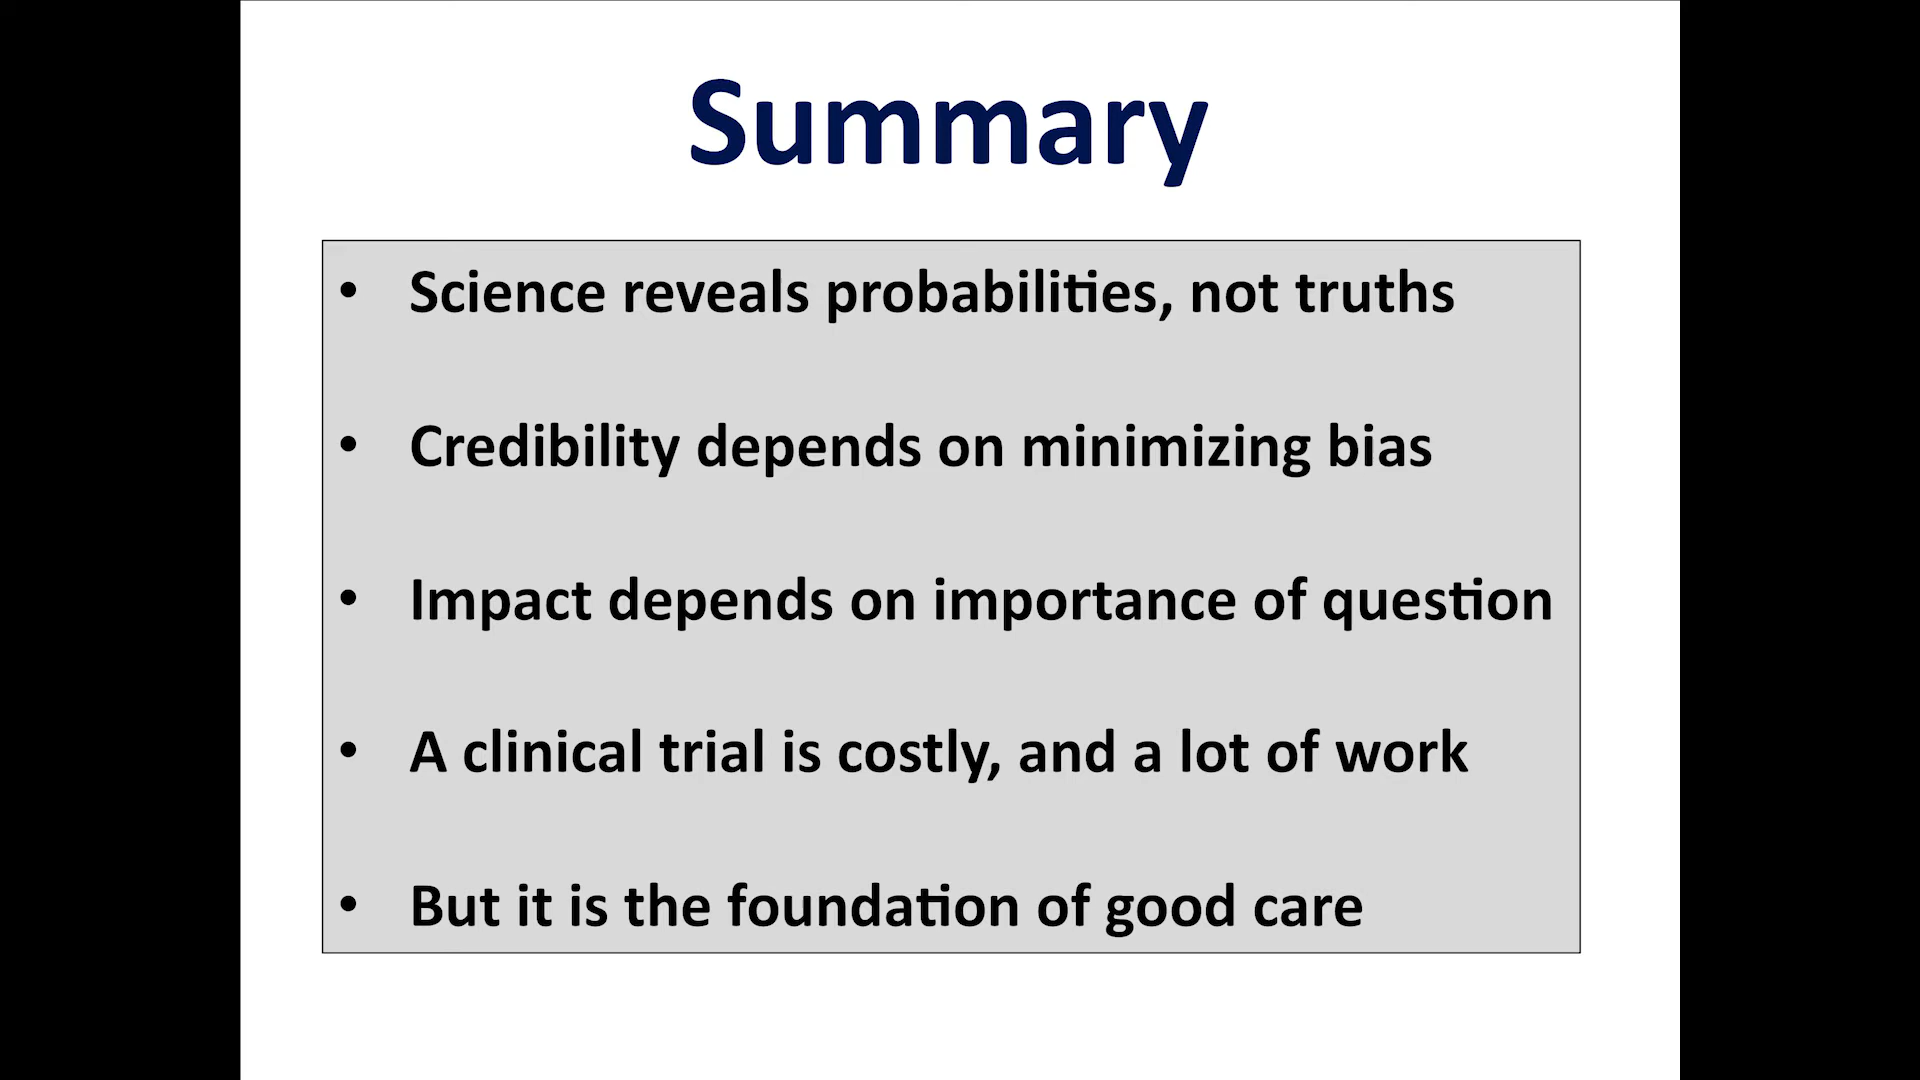 Summary
• Science reveals probabilities, not truths
• Credibility depends on minimizing bias
• Impact depends on importance of question
• A clinical trial is costly, and a lot of work
• But it is the foundation of good care